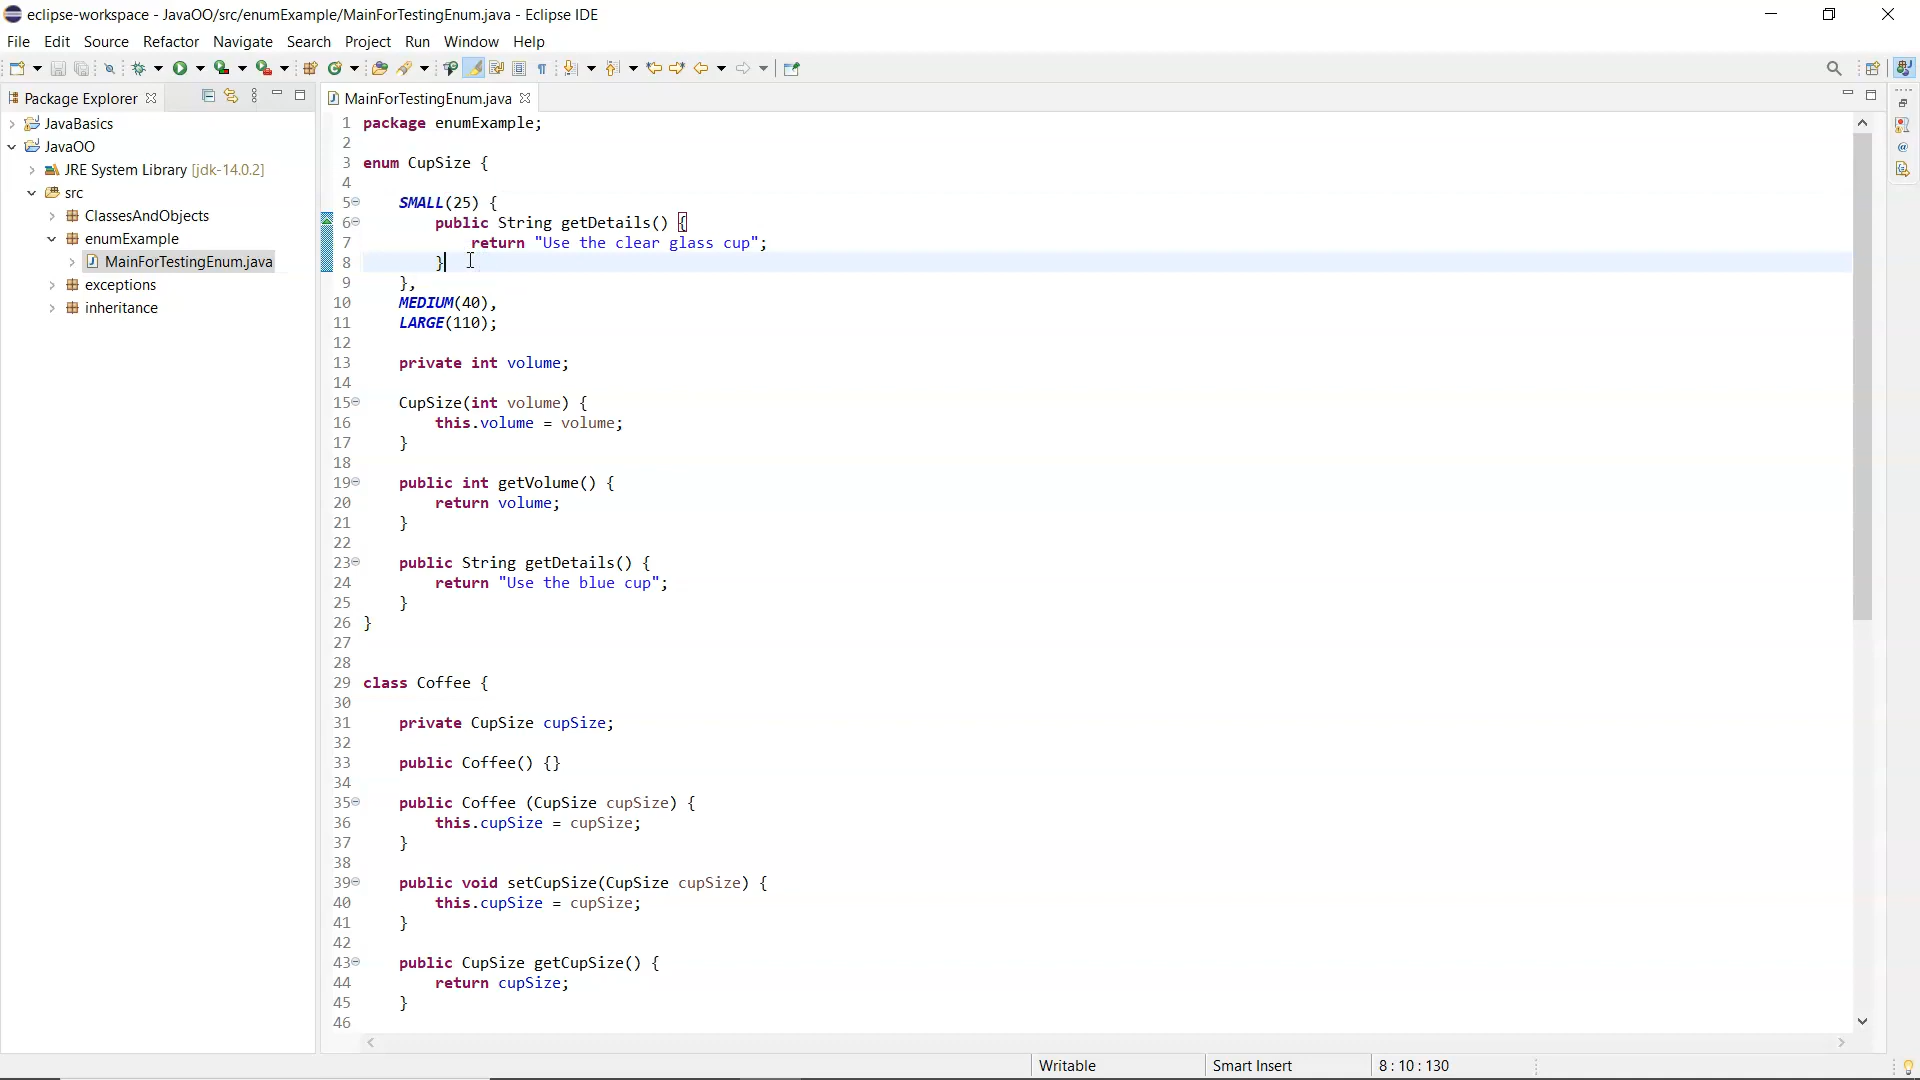 eclipse-workspace - JavaOO/src/enumExample/MainForTestingEnum.java - Eclipse IDE
File Edit Source Refactor Navigate Search Project Run Window Help
Package Explorer
JavaBasics
JavaOO
JRE System Library [jdk-14.0.2]
src
ClassesAndObjects
enumExample
MainForTestingEnum.java
exceptions
inheritance
MainForTestingEnum.java
1 package enumExample;
2
3 enum CupSize {
4
5 SMALL(25) {
6 public String getDetails() {
7 return "Use the clear glass cup";
8 }
9 },
10 MEDIUM(40),
11 LARGE(110);
12
13 private int volume;
14
15 CupSize(int volume) {
16 this.volume = volume;
17 }
18
19 public int getVolume() {
20 return volume;
21 }
22
23 public String getDetails() {
24 return "Use the blue cup";
25 }
26 }
27
28
29 class Coffee {
30
31 private CupSize cupSize;
32
33 public Coffee() {}
34
35 public Coffee (CupSize cupSize) {
36 this.cupSize = cupSize;
37 }
38
39 public void setCupSize(CupSize cupSize) {
40 this.cupSize = cupSize;
41 }
42
43 public CupSize getCupSize() {
44 return cupSize;
45 }
46
Writable Smart Insert 8 : 10 : 130